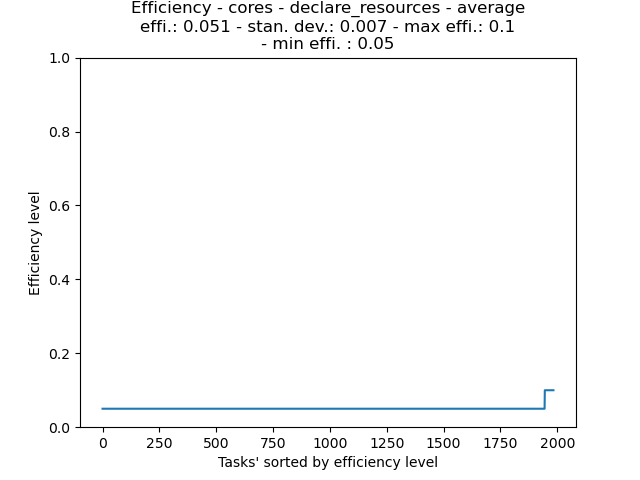 Efficiency - cores - declare_resources - average
effi.: 0.051 - stan. dev.: 0.007 - max effi.: 0.1
- min effi. : 0.05
1.0
0.8
0.6
0.4
0.2
0.0
Efficiency level
0 250 500 750 1000 1250 1500 1750 2000
Tasks' sorted by efficiency level